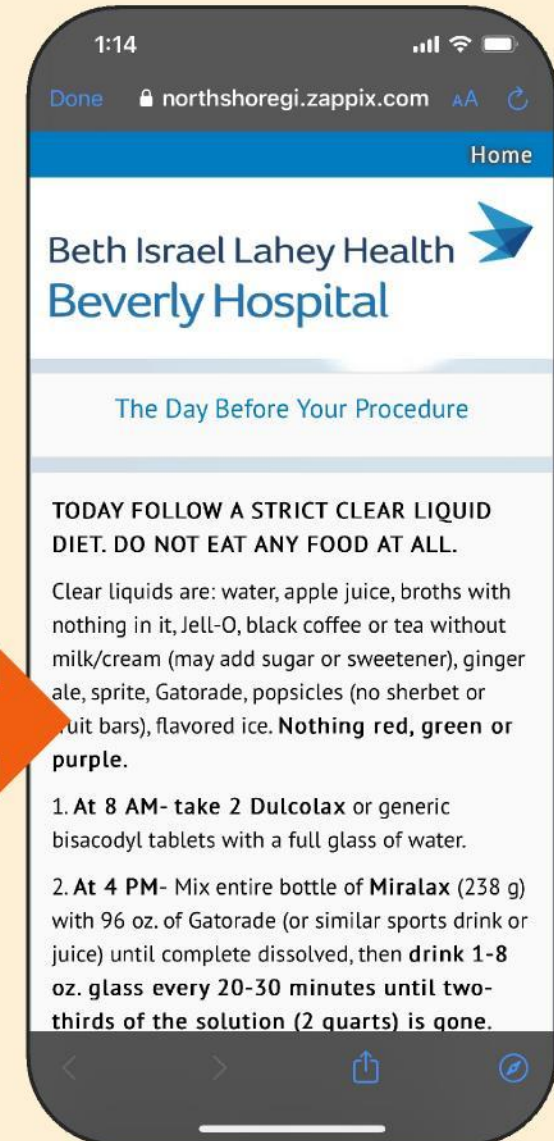 1:14
Done northshoregi.zappix.com AA
Home
Beth Israel Lahey Health
Beverly Hospital
The Day Before Your Procedure
TODAY FOLLOW A STRICT CLEAR LIQUID
DIET. DO NOT EAT ANY FOOD AT ALL.
Clear liquids are: water, apple juice, broths with
nothing in it, Jell-O, black coffee or tea without
milk/cream (may add sugar or sweetener), ginger
ale, sprite, Gatorade, popsicles (no sherbet or
fruit bars), flavored ice. Nothing red, green or
purple.
1. At 8 AM- take 2 Dulcolax or generic
bisacodyl tablets with a full glass of water.
2. At 4 PM- Mix entire bottle of Miralax (238 g)
with 96 oz. of Gatorade (or similar sports drink or
juice) until complete dissolved, then drink 1-8
oz. glass every 20-30 minutes until two-
thirds of the solution (2 quarts) is gone.